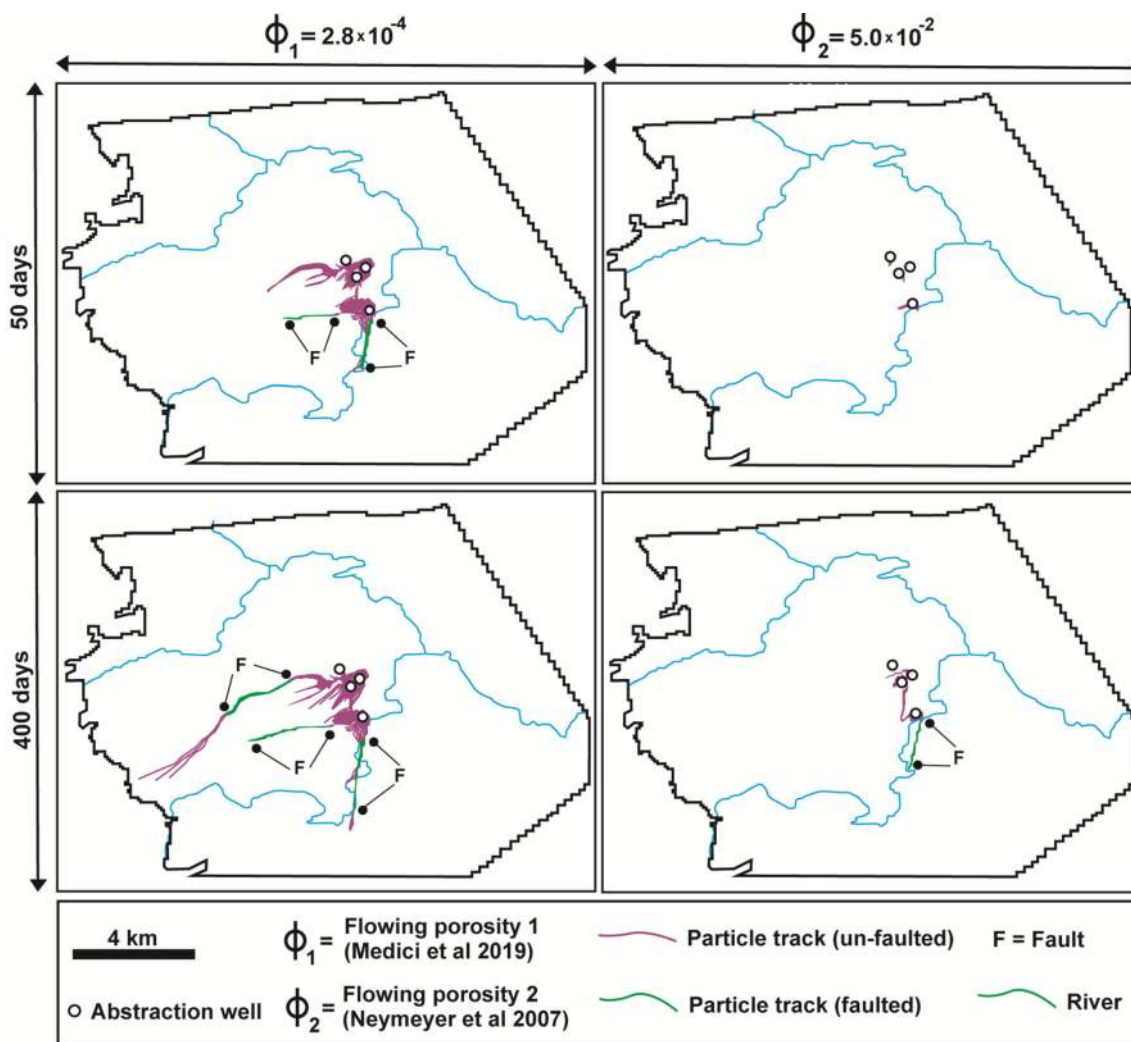 ϕ₁ = 2.8×10⁻⁴
ϕ₂ = 5.0×10⁻²
50 days
F
F
400 days
F
F
F
F
4 km
ϕ₁ = Flowing porosity 1
(Medici et al 2019)
Particle track (un-faulted)
F = Fault
Abstraction well
ϕ₂ = Flowing porosity 2
(Neymeyer et al 2007)
Particle track (faulted)
River